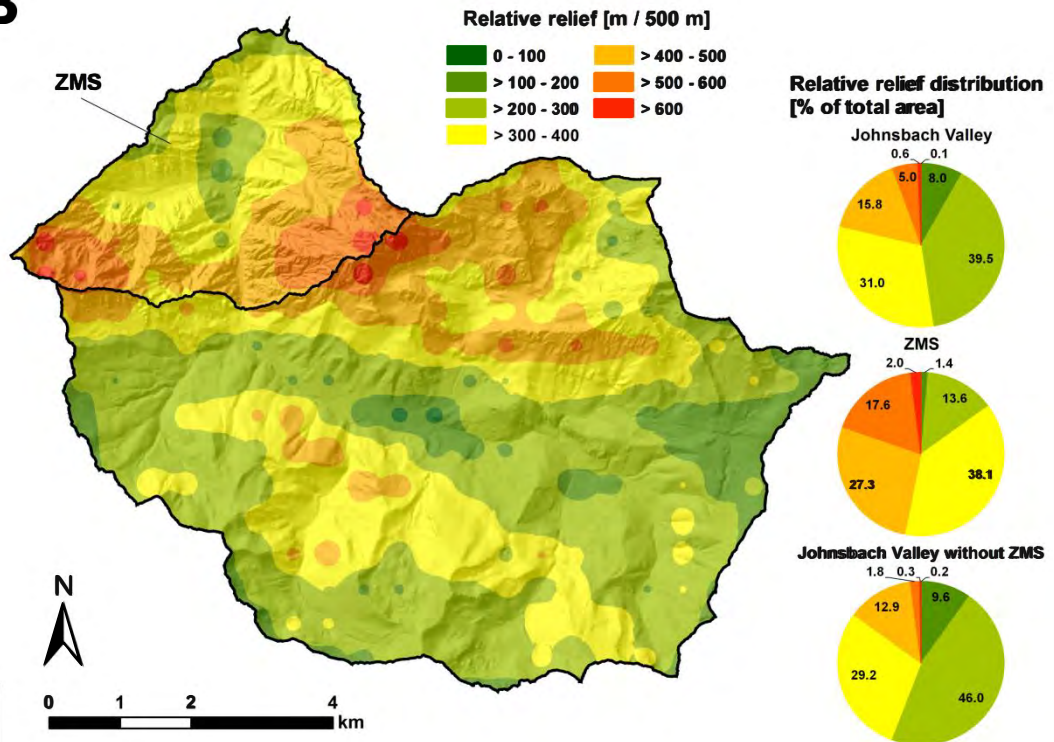 B
Relative relief [m / 500 m]
0 - 100
> 100 - 200
> 200 - 300
> 300 - 400
> 400 - 500
> 500 - 600
> 600
ZMS
Relative relief distribution
[% of total area]
Johnsbach Valley
0.6
0.1
5.0
8.0
15.8
39.5
31.0
ZMS
2.0
1.4
17.6
13.6
27.3
38.1
Johnsbach Valley without ZMS
1.8
0.3
0.2
12.9
9.6
29.2
46.0
N
0
1
2
4
km